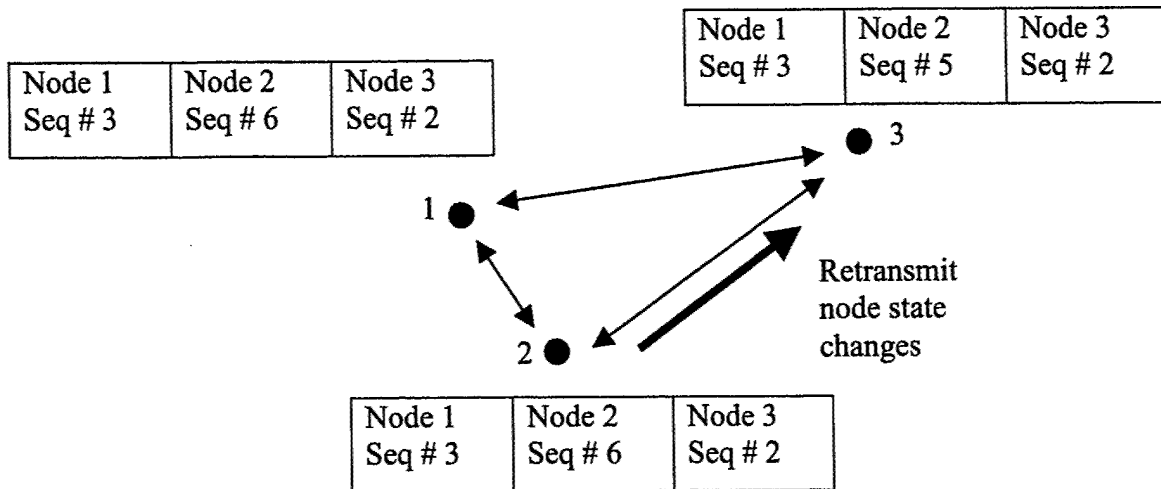 Node 1 Node 2 Node 3
Seq # 3 Seq # 5 Seq # 2
Node 1 Node 2 Node 3
Seq # 3 Seq # 6 Seq # 2
3
1
Retransmit
node state
changes
2
Node 1 Node 2 Node 3
Seq # 3 Seq # 6 Seq # 2